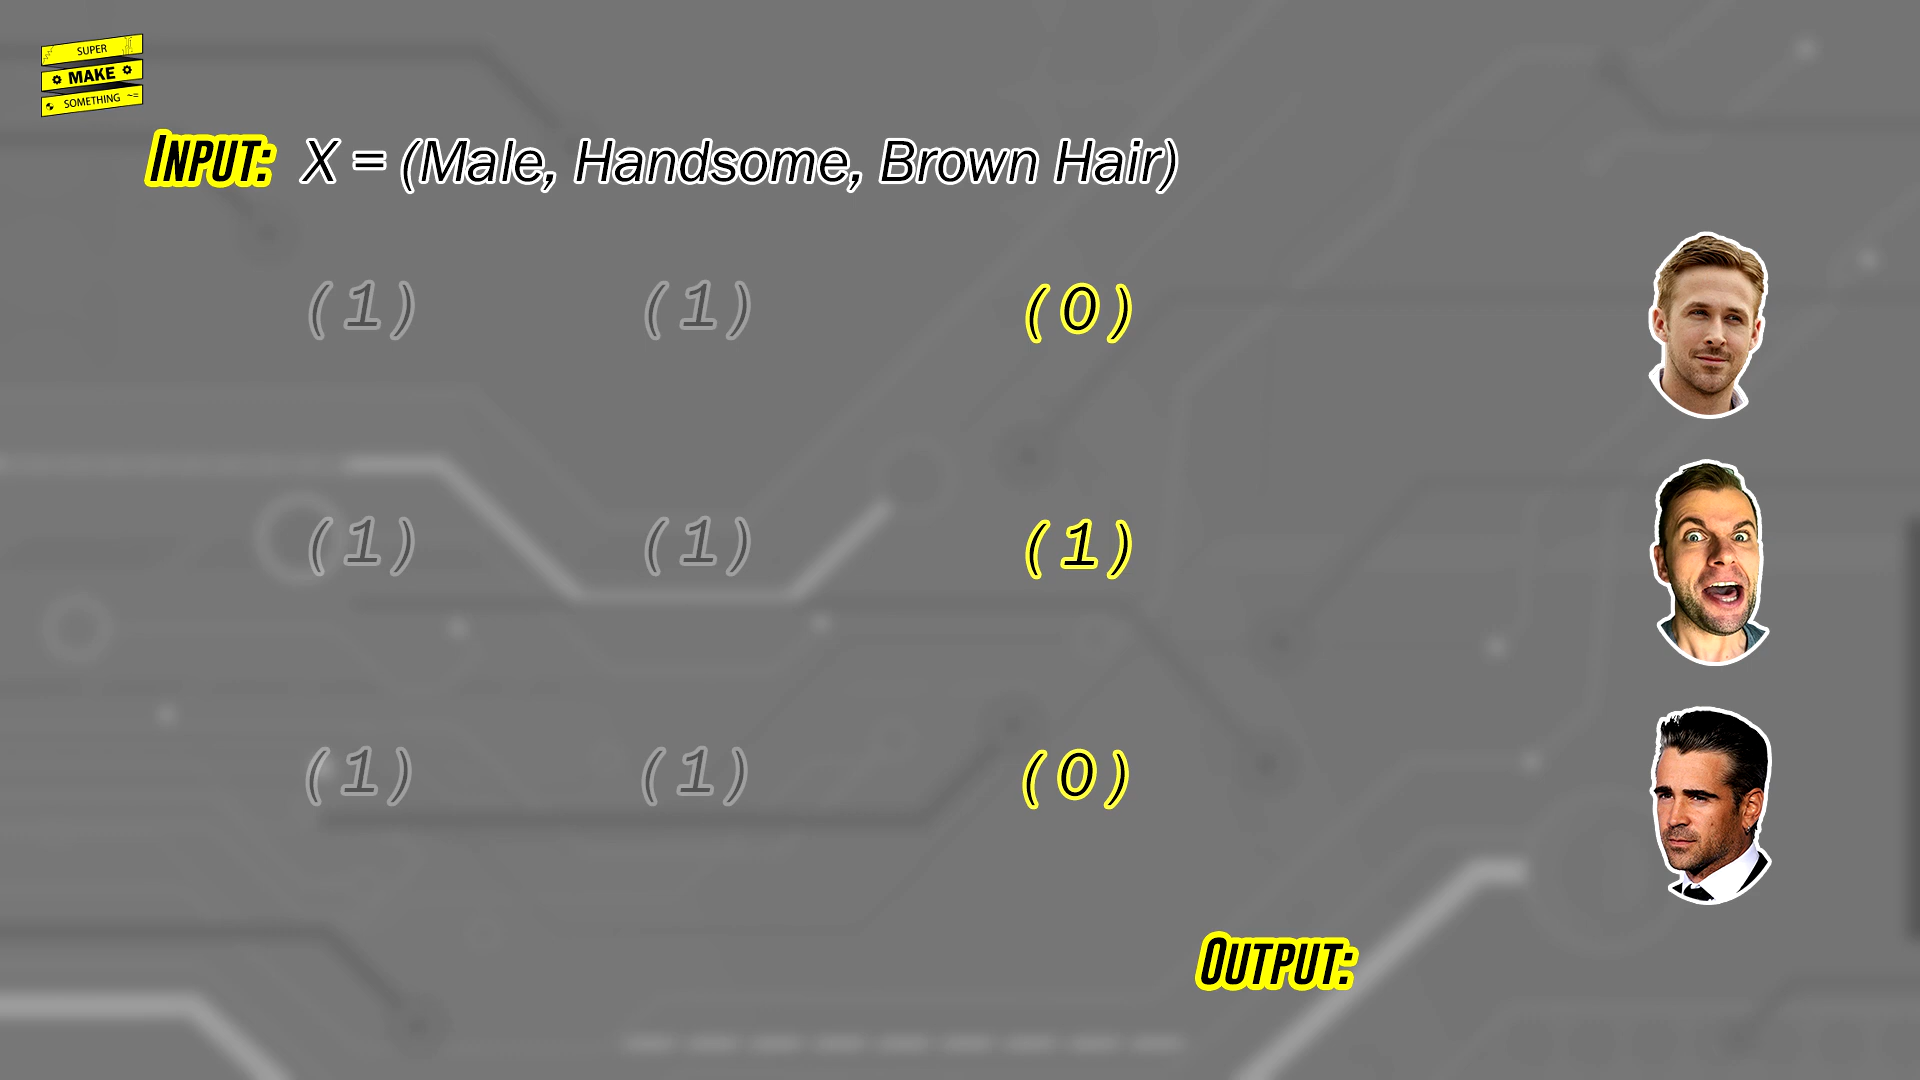 SUPER
MAKE
SOMETHING
INPUT: X = (Male, Handsome, Brown Hair)
(1) (1) (0)
(1) (1) (1)
(1) (1) (0)
OUTPUT: